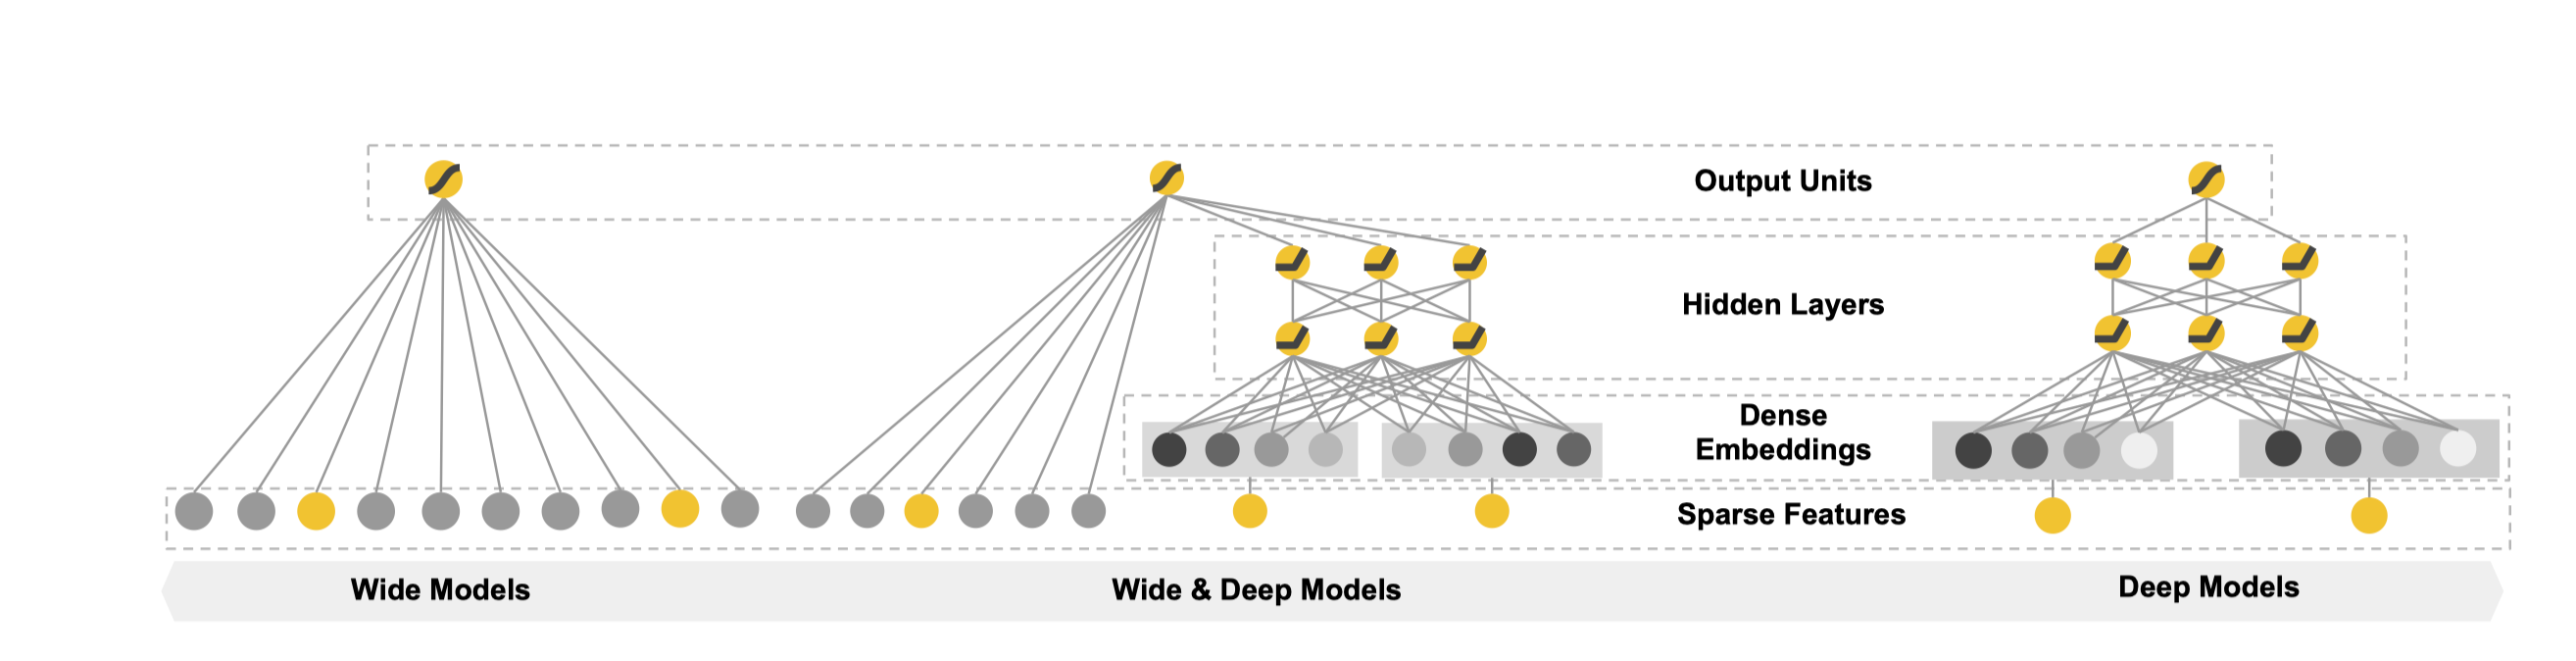 Output Units
Hidden Layers
Dense
Embeddings
Sparse Features
Wide Models
Wide & Deep Models
Deep Models